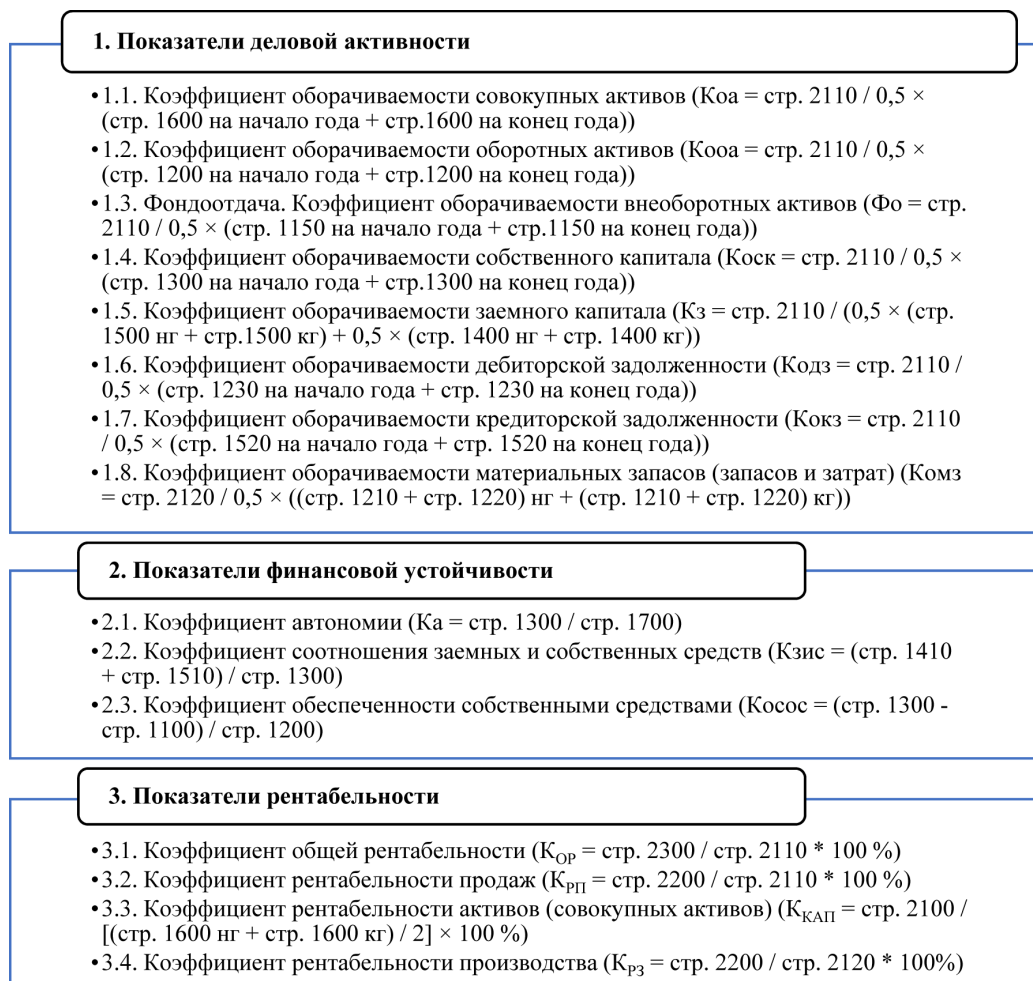 1. Показатели деловой активности
•1.1. Коэффициент оборачиваемости совокупных активов (Коа = стр. 2110 / 0,5 ×
(стр. 1600 на начало года + стр.1600 на конец года))
•1.2. Коэффициент оборачиваемости оборотных активов (Кооа = стр. 2110 / 0,5 ×
(стр. 1200 на начало года + стр.1200 на конец года))
•1.3. Фондоотдача. Коэффициент оборачиваемости внеоборотных активов (Фо = стр.
2110 / 0,5 × (стр. 1150 на начало года + стр.1150 на конец года))
•1.4. Коэффициент оборачиваемости собственного капитала (Коск = стр. 2110 / 0,5 ×
(стр. 1300 на начало года + стр.1300 на конец года))
•1.5. Коэффициент оборачиваемости заемного капитала (Кз = стр. 2110 / (0,5 × (стр.
1500 нг + стр.1500 кг) + 0,5 × (стр. 1400 нг + стр. 1400 кг))
•1.6. Коэффициент оборачиваемости дебиторской задолженности (Кодз = стр. 2110 /
0,5 × (стр. 1230 на начало года + стр. 1230 на конец года))
•1.7. Коэффициент оборачиваемости кредиторской задолженности (Кокз = стр. 2110
/ 0,5 × (стр. 1520 на начало года + стр. 1520 на конец года))
•1.8. Коэффициент оборачиваемости материальных запасов (запасов и затрат) (Комз
= стр. 2120 / 0,5 × ((стр. 1210 + стр. 1220) нг + (стр. 1210 + стр. 1220) кг))
2. Показатели финансовой устойчивости
•2.1. Коэффициент автономии (Ка = стр. 1300 / стр. 1700)
•2.2. Коэффициент соотношения заемных и собственных средств (Кзис = (стр. 1410
+ стр. 1510) / стр. 1300)
•2.3. Коэффициент обеспеченности собственными средствами (Косос = (стр. 1300 -
стр. 1100) / стр. 1200)
3. Показатели рентабельности
•3.1. Коэффициент общей рентабельности (КОР = стр. 2300 / стр. 2110 * 100 %)
•3.2. Коэффициент рентабельности продаж (КРП = стр. 2200 / стр. 2110 * 100 %)
•3.3. Коэффициент рентабельности активов (совокупных активов) (ККАП = стр. 2100 /
[(стр. 1600 нг + стр. 1600 кг) / 2] × 100 %)
•3.4. Коэффициент рентабельности производства (КРЗ = стр. 2200 / стр. 2120 * 100%)